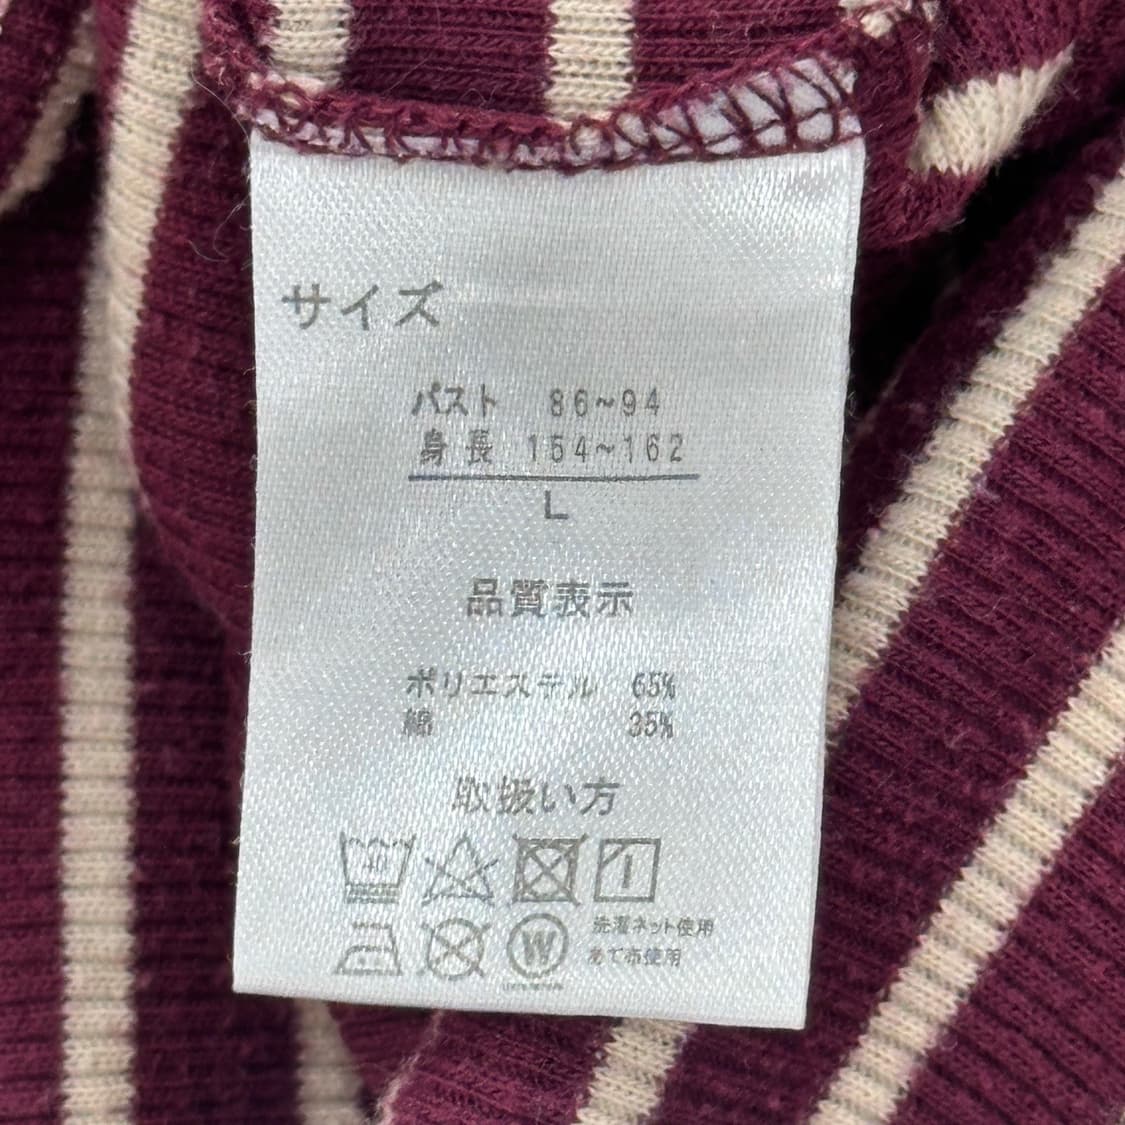 サイズ
バスト 86~94
身長 154~162
L
品質表示
ポリエステル 65%
綿 35%
取扱い方
40
W
洗濯ネット使用
あて布使用